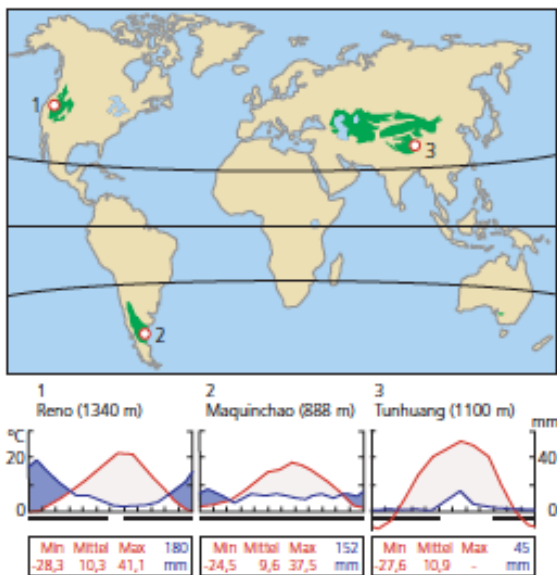 1
3
2
1
Reno (1340 m)
2
Maquinchao (888 m)
3
Tunhuang (1100 m)
ºC
20
0
mm
40
0
Min Mittel Max 180
-28,3 10,3 41,1 mm
Min Mittel Max 152
-24,5 9,6 37,5 mm
Min Mittel Max 45
-27,6 10,9 - mm